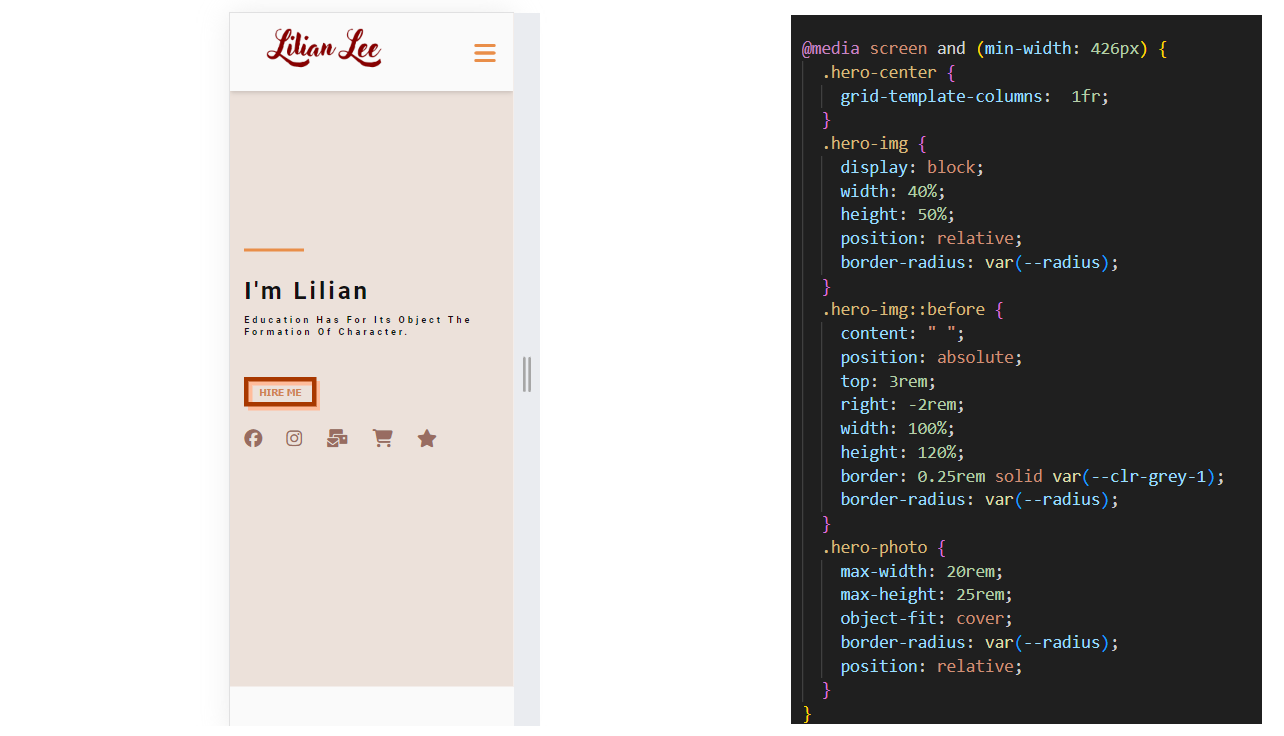 Lilian Lee
I'm Lilian
Education Has For Its Object The
Formation Of Character.
HIRE ME
@media screen and (min-width: 426px) {
.hero-center {
grid-template-columns:  1fr;
}
.hero-img {
display: block;
width: 40%;
height: 50%;
position: relative;
border-radius: var(--radius);
}
.hero-img::before {
content: " ";
position: absolute;
top: 3rem;
right: -2rem;
width: 100%;
height: 120%;
border: 0.25rem solid var(--clr-grey-1);
border-radius: var(--radius);
}
.hero-photo {
max-width: 20rem;
max-height: 25rem;
object-fit: cover;
border-radius: var(--radius);
position: relative;
}
}